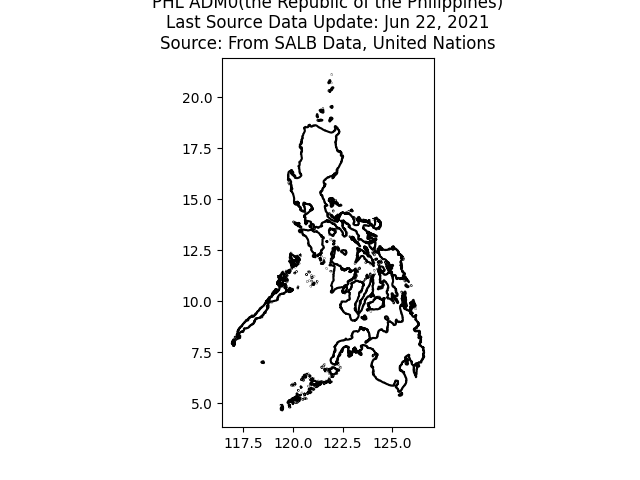 PHL ADM0(the Republic of the Philippines)
Last Source Data Update: Jun 22, 2021
Source: From SALB Data, United Nations
20.0
17.5
15.0
12.5
10.0
7.5
5.0
117.5 120.0 122.5 125.0